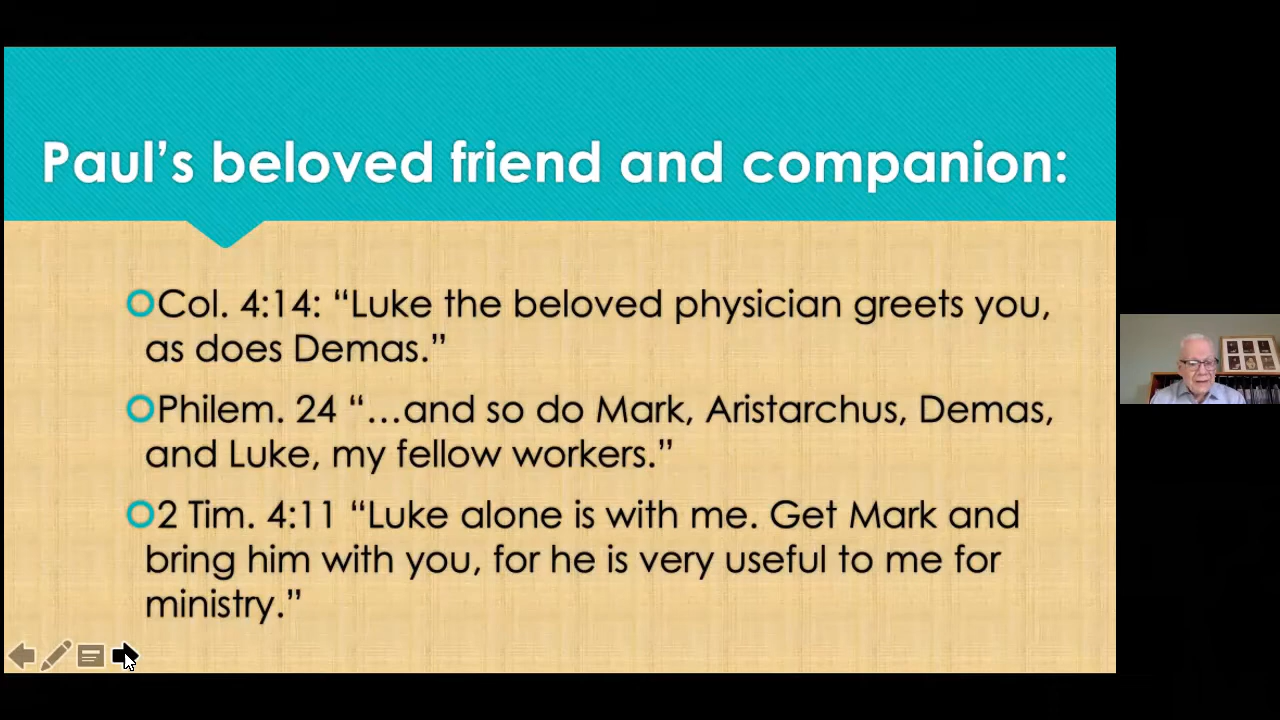 Paul’s beloved friend and companion:
Col. 4:14: “Luke the beloved physician greets you,
as does Demas.”
Philem. 24 “…and so do Mark, Aristarchus, Demas,
and Luke, my fellow workers.”
2 Tim. 4:11 “Luke alone is with me. Get Mark and
bring him with you, for he is very useful to me for
ministry.”